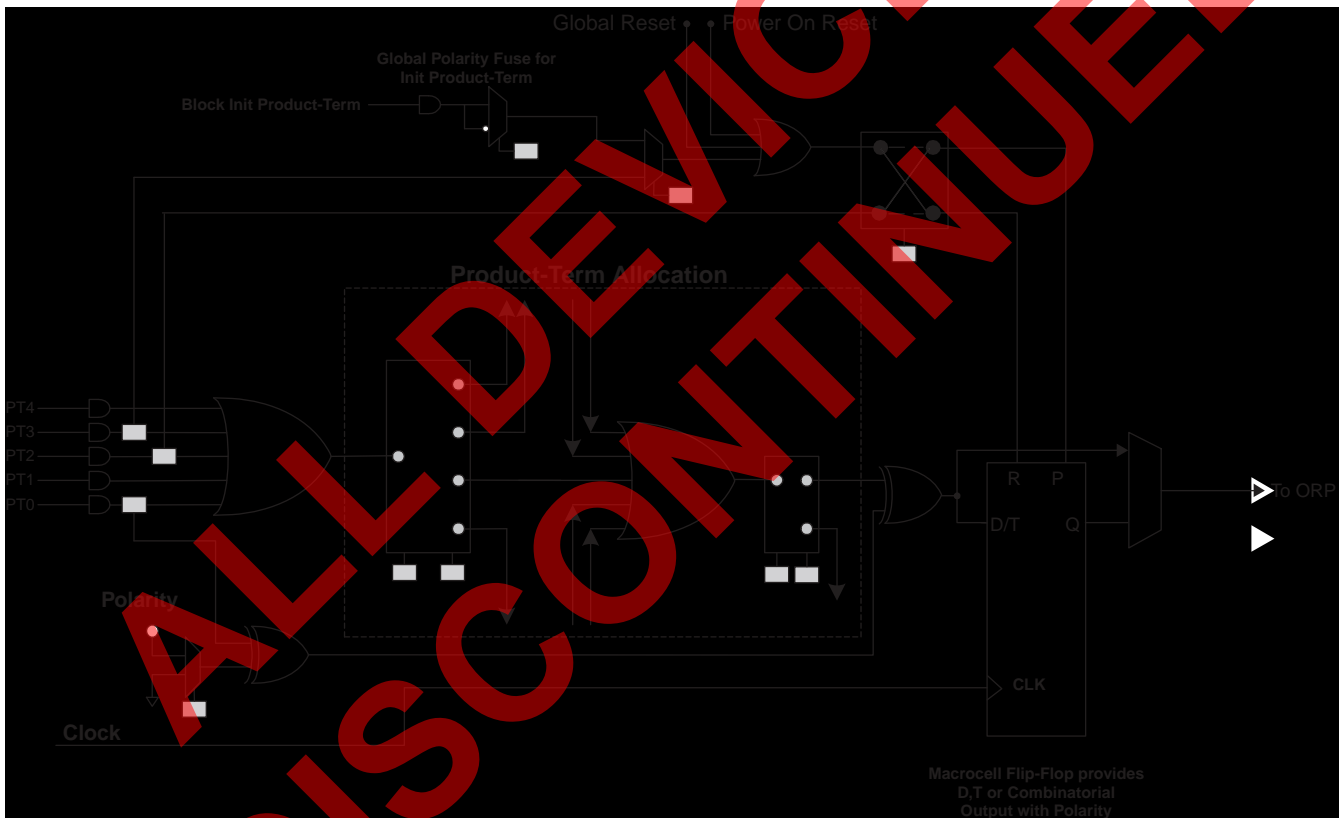 Global Reset
Power On Reset
Global Polarity Fuse for
Init Product-Term
Block Init Product-Term
Product-Term Allocation
PT4
PT3
PT2
PT1
PT0
R P
D/T Q
To ORP
Polarity
CLK
Clock
Macrocell Flip-Flop provides
D,T or Combinatorial
Output with Polarity
ALL DEVIC
ISCONTINUE